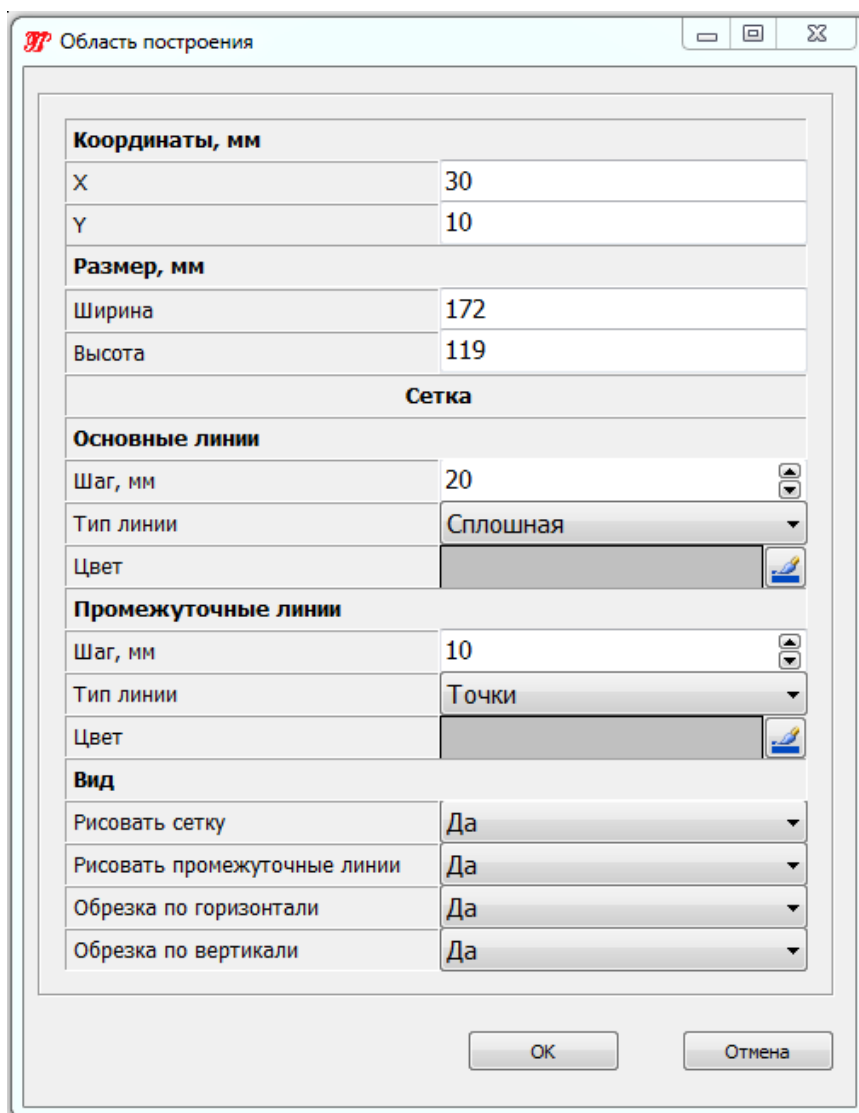 Область построения
Координаты, мм
X 30
Y 10
Размер, мм
Ширина 172
Высота 119
Сетка
Основные линии
Шаг, мм 20
Тип линии Сплошная
Цвет
Промежуточные линии
Шаг, мм 10
Тип линии Точки
Цвет
Вид
Рисовать сетку Да
Рисовать промежуточные линии Да
Обрезка по горизонтали Да
Обрезка по вертикали Да
OK Отмена